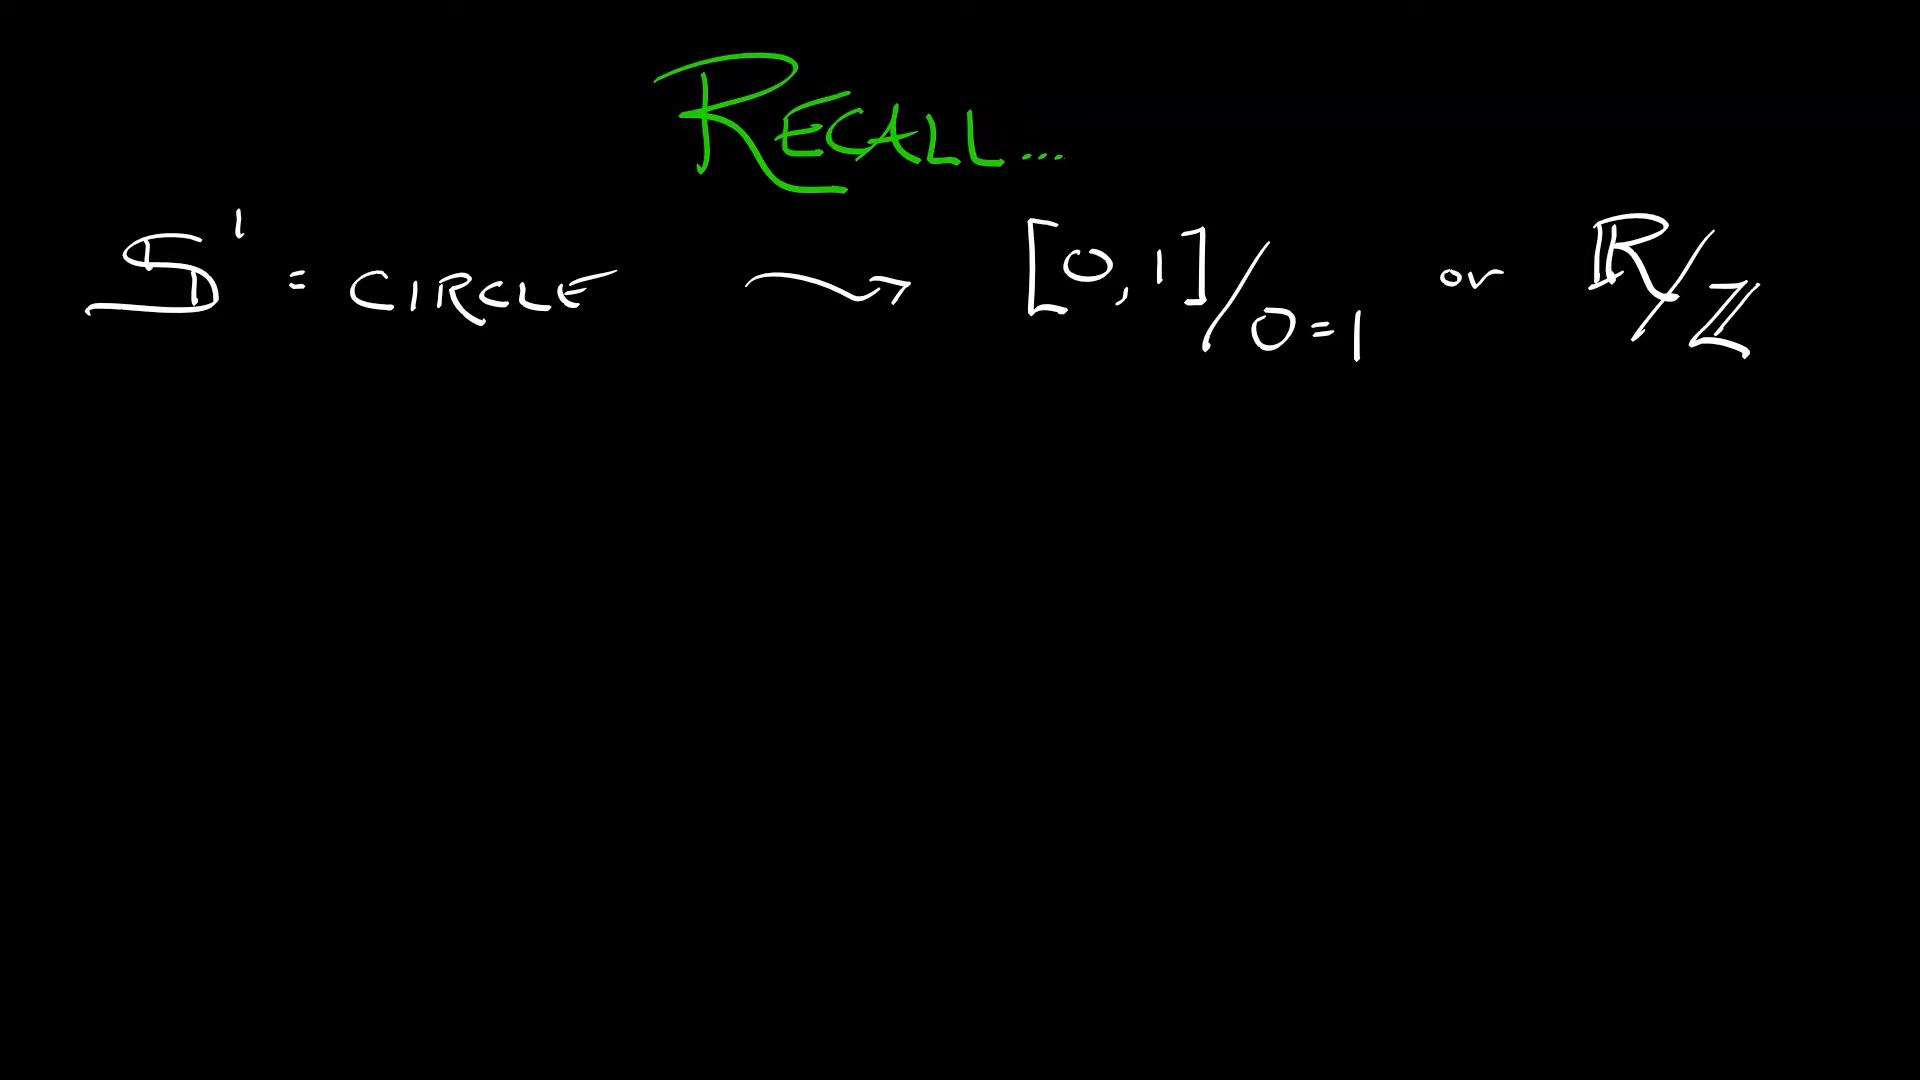 RECALL...
𝕊¹ = CIRCLE ⤳ [0,1]/0=1 or ℝ/ℤ